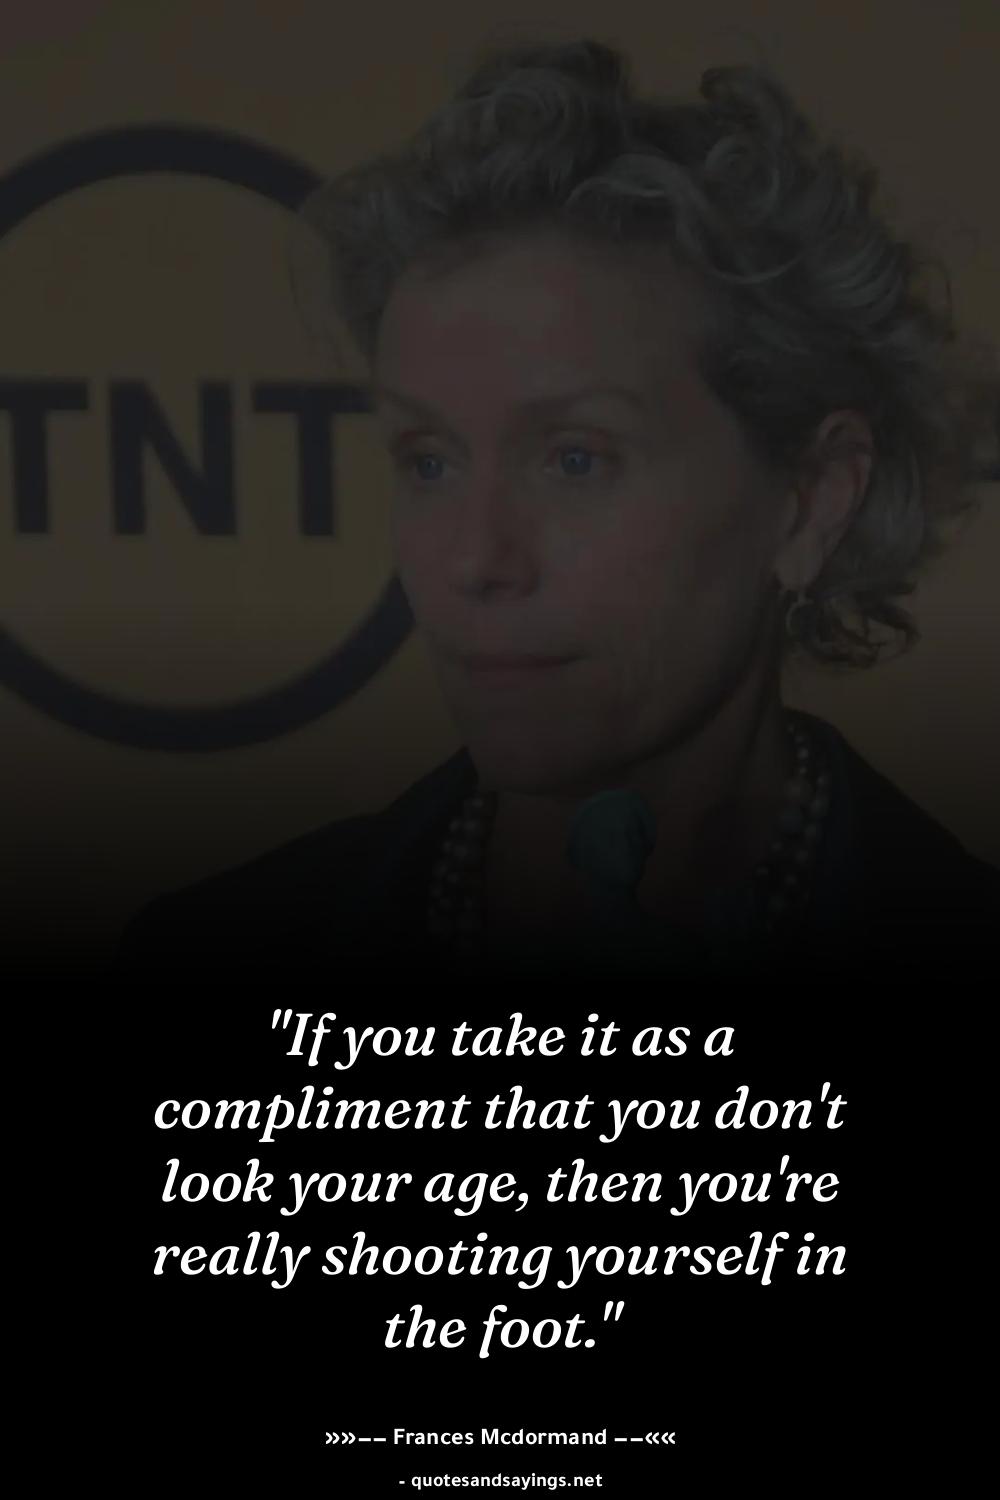 TNT
"If you take it as a
compliment that you don't
look your age, then you're
really shooting yourself in
the foot."
»»−− Frances Mcdormand −−««
- quotesandsayings.net